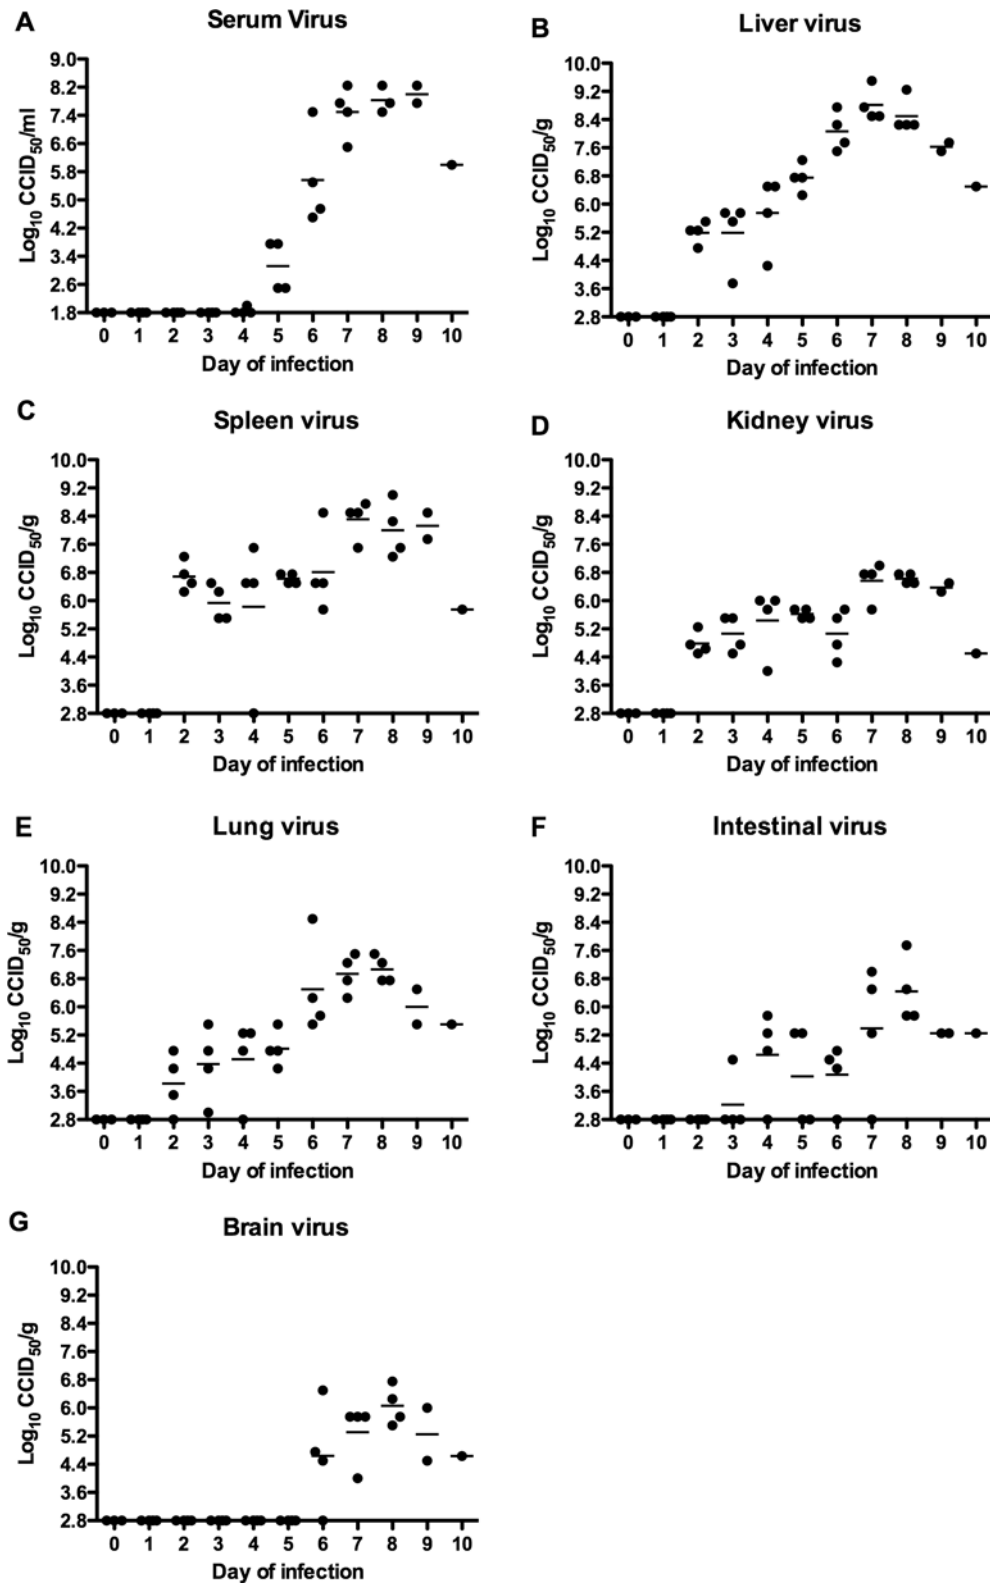 A
Serum Virus
Log10 CCID50/ml
9.0
8.2
7.4
6.6
5.8
5.0
4.2
3.4
2.6
1.8
0 1 2 3 4 5 6 7 8 9 10
Day of infection
B
Liver virus
Log10 CCID50/g
10.0
9.2
8.4
7.6
6.8
6.0
5.2
4.4
3.6
2.8
0 1 2 3 4 5 6 7 8 9 10
Day of infection
C
Spleen virus
Log10 CCID50/g
10.0
9.2
8.4
7.6
6.8
6.0
5.2
4.4
3.6
2.8
0 1 2 3 4 5 6 7 8 9 10
Day of infection
D
Kidney virus
Log10 CCID50/g
10.0
9.2
8.4
7.6
6.8
6.0
5.2
4.4
3.6
2.8
0 1 2 3 4 5 6 7 8 9 10
Day of infection
E
Lung virus
Log10 CCID50/g
10.0
9.2
8.4
7.6
6.8
6.0
5.2
4.4
3.6
2.8
0 1 2 3 4 5 6 7 8 9 10
Day of infection
F
Intestinal virus
Log10 CCID50/g
10.0
9.2
8.4
7.6
6.8
6.0
5.2
4.4
3.6
2.8
0 1 2 3 4 5 6 7 8 9 10
Day of infection
G
Brain virus
Log10 CCID50/g
10.0
9.2
8.4
7.6
6.8
6.0
5.2
4.4
3.6
2.8
0 1 2 3 4 5 6 7 8 9 10
Day of infection